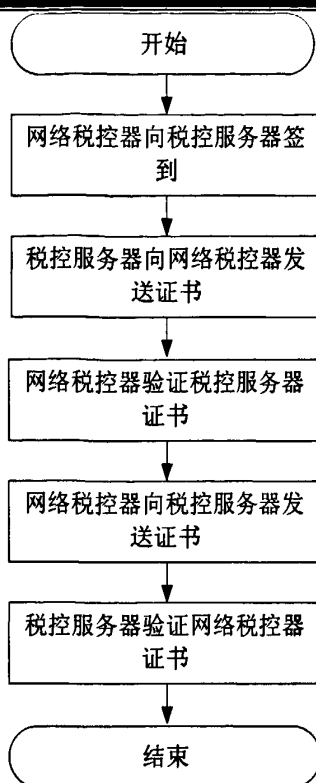 开始
网络税控器向税控服务器签
到
税控服务器向网络税控器发
送证书
网络税控器验证税控服务器
证书
网络税控器向税控服务器发
送证书
税控服务器验证网络税控器
证书
结束